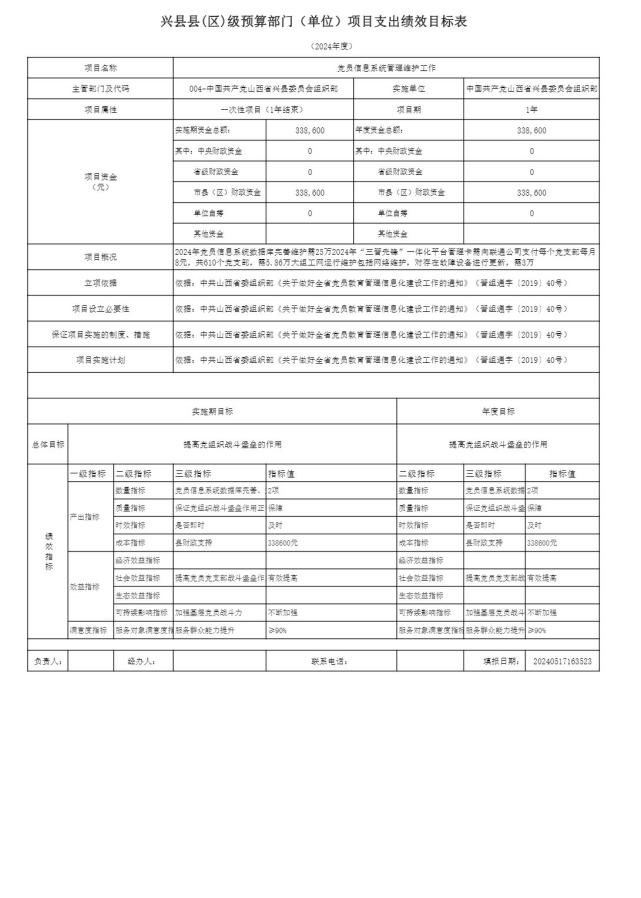 兴县县(区)级预算部门（单位）项目支出绩效目标表
（2024年度）
项目名称 党员信息系统管理维护工作
主管部门及代码 004-中国共产党山西省兴县委员会组织部 实施单位 中国共产党山西省兴县委员会组织部
项目属性 一次性项目（1年结束） 项目期 1年
项目资金（元）
实施期资金总额： 338,600 年度资金总额： 338,600
其中：中央财政资金 0 其中：中央财政资金 0
省级财政资金 0 省级财政资金 0
市县（区）财政资金 338,600 市县（区）财政资金 338,600
单位自筹 0 单位自筹 0
其他资金 其他资金
项目概况
2024年党员信息系统数据库完善维护需25万2024年“三晋先锋”一体化平台管理卡需向联通公司支付每个党支部每月
8元，共610个党支部，需5.86万大组工网运行维护包括网络维护，对存在故障设备进行更新，需3万
立项依据 依据：中共山西省委组织部《关于做好全省党员教育管理信息化建设工作的通知》（晋组通字〔2019〕40号）
项目设立必要性 依据：中共山西省委组织部《关于做好全省党员教育管理信息化建设工作的通知》（晋组通字〔2019〕40号）
保证项目实施的制度、措施 依据：中共山西省委组织部《关于做好全省党员教育管理信息化建设工作的通知》（晋组通字〔2019〕40号）
项目实施计划 依据：中共山西省委组织部《关于做好全省党员教育管理信息化建设工作的通知》（晋组通字〔2019〕40号）
实施期目标 年度目标
总体目标 提高党组织战斗堡垒的作用 提高党组织战斗堡垒的作用
绩效指标
一级指标 二级指标 三级指标 指标值 二级指标 三级指标 指标值
产出指标
数量指标 党员信息系统数据库完善、 2项 数量指标 党员信息系统数据 2项
质量指标 保证党组织战斗堡垒作用正 保障 质量指标 保证党组织战斗堡 保障
时效指标 是否即时 及时 时效指标 是否即时 及时
成本指标 县财政支持 338600元 成本指标 县财政支持 338600元
效益指标
经济效益指标 经济效益指标
社会效益指标 提高党员党支部战斗堡垒作 有效提高 社会效益指标 提高党员党支部战 有效提高
生态效益指标 生态效益指标
可持续影响指标 加强基层党员战斗力 不断加强 可持续影响指标 加强基层党员战斗 不断加强
满意度指标 服务对象满意度指 服务群众能力提升 ≥90% 服务对象满意度指标 服务群众能力提升 ≥90%
负责人： 经办人： 联系电话： 填报日期： 20240517163523